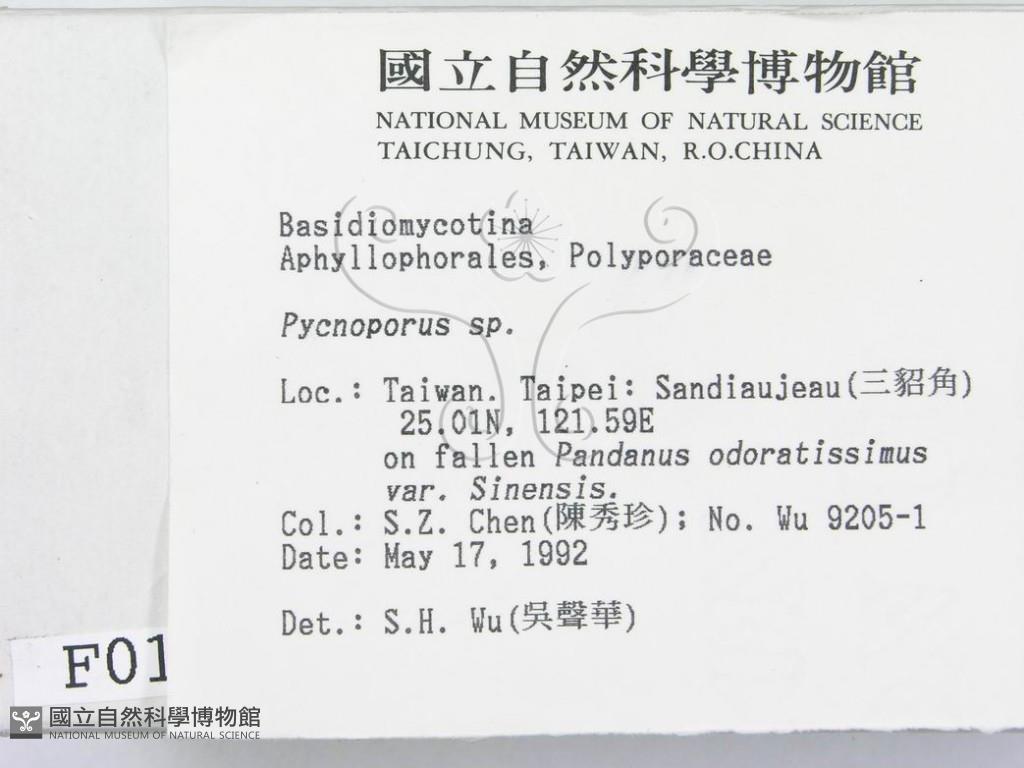 國立自然科學博物館
NATIONAL MUSEUM OF NATURAL SCIENCE
TAICHUNG, TAIWAN, R.O.CHINA
Basidiomycotina
Aphyllophorales, Polyporaceae
Pycnoporus sp.
Loc.: Taiwan. Taipei: Sandiaujeau(三貂角)
25.01N, 121.59E
on fallen Pandanus odoratissimus
var. Sinensis.
Col.: S.Z. Chen(陳秀珍); No. Wu 9205-1
Date: May 17, 1992
Det.: S.H. Wu(吳聲華)
F01
國立自然科學博物館
NATIONAL MUSEUM OF NATURAL SCIENCE